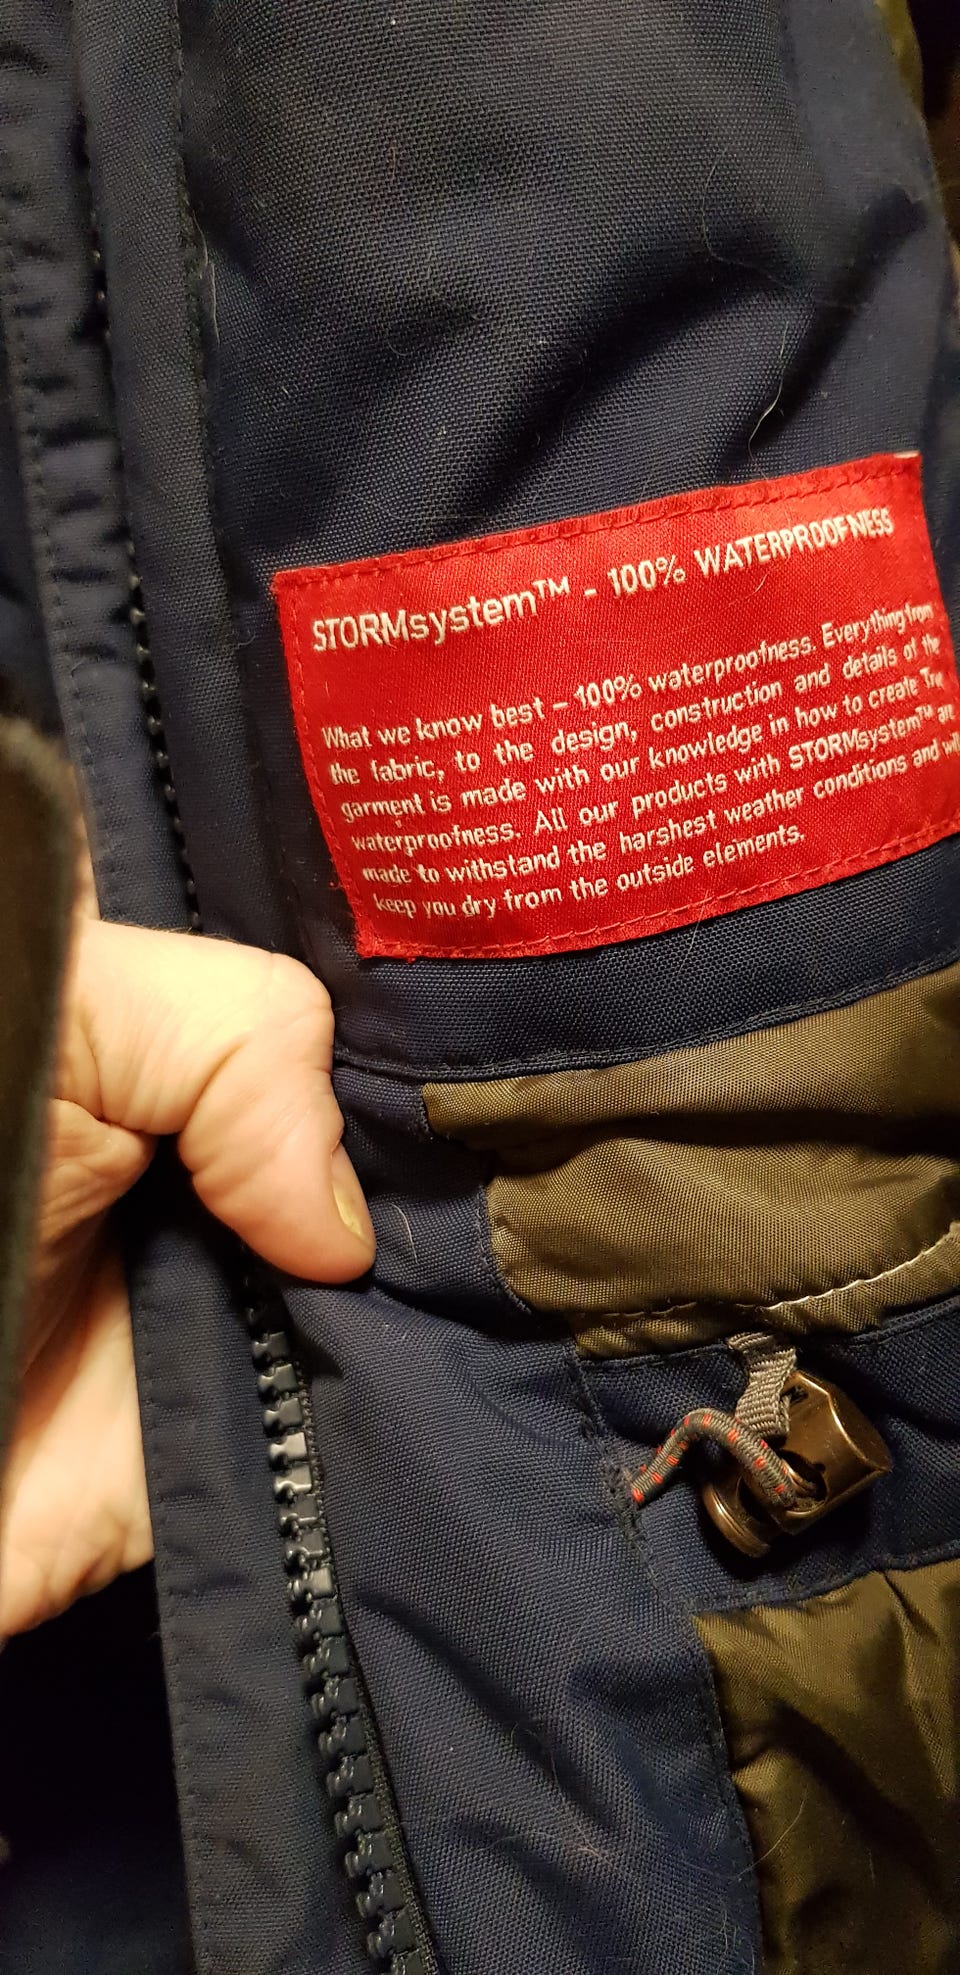 STORMsystem™ - 100% WATERPROOFNESS
What we know best – 100% waterproofness. Everything from
the fabric, to the design, construction and details of the
garment is made with our knowledge in how to create True
waterproofness. All our products with STORMsystem™ are
made to withstand the harshest weather conditions and will
keep you dry from the outside elements.